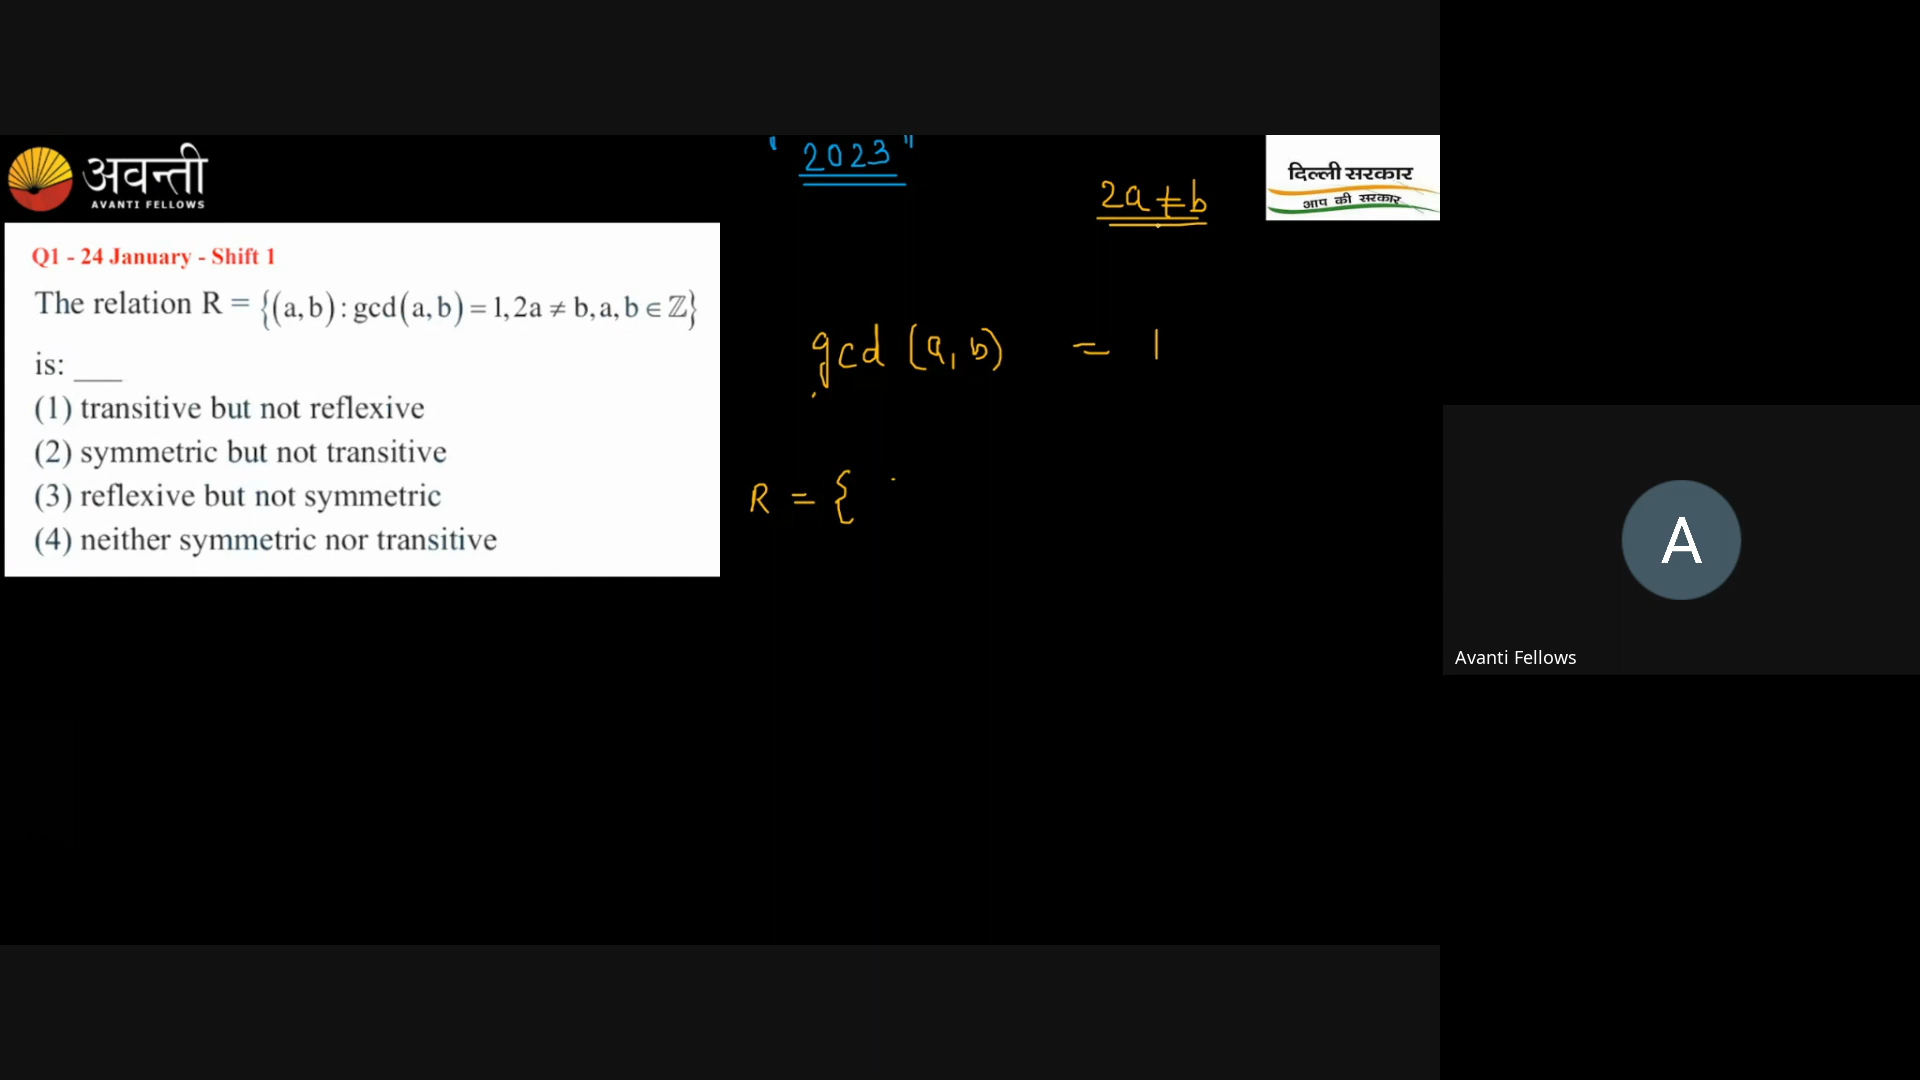 अवन्ती
AVANTI FELLOWS
"2023"
2a ≠ b
दिल्ली सरकार
आप की सरकार
Q1 - 24 January - Shift 1
The relation R = {(a,b) : gcd(a,b) = 1, 2a ≠ b, a, b ∈ ℤ}
is: ___
(1) transitive but not reflexive
(2) symmetric but not transitive
(3) reflexive but not symmetric
(4) neither symmetric nor transitive
gcd (a, b) = 1
R = {
A
Avanti Fellows